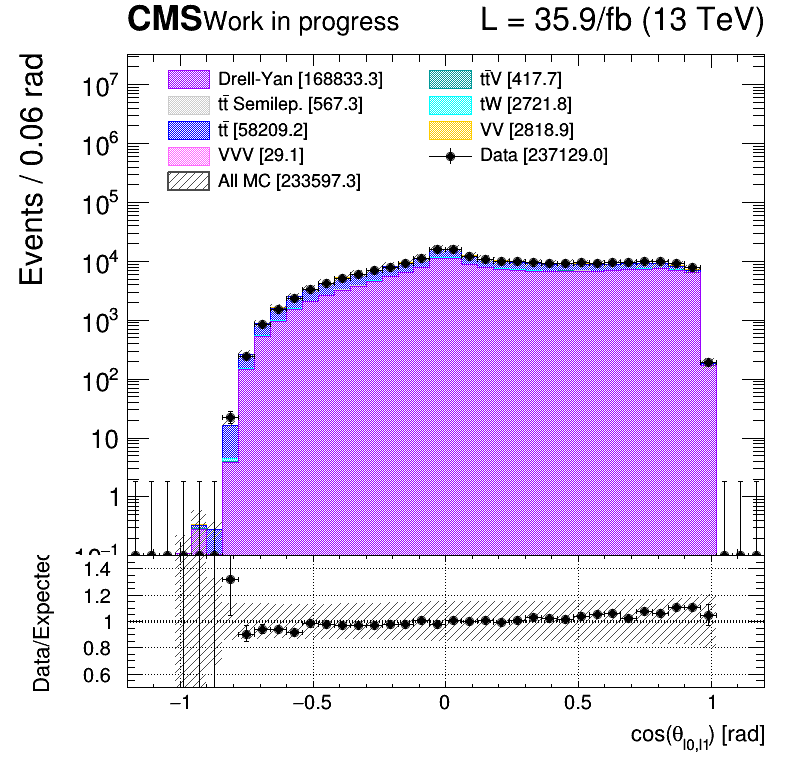 CMS Work in progress L = 35.9/fb (13 TeV)
Events / 0.06 rad
10⁷
10⁶
10⁵
10⁴
10³
10²
10
1
10⁻¹
Drell-Yan [168833.3]
tt̄ Semilep. [567.3]
tt̄ [58209.2]
VVV [29.1]
All MC [233597.3]
tt̄V [417.7]
tW [2721.8]
VV [2818.9]
Data [237129.0]
Data/Expected
1.4
1.2
1
0.8
0.6
−1 −0.5 0 0.5 1
cos(θl0,l1) [rad]